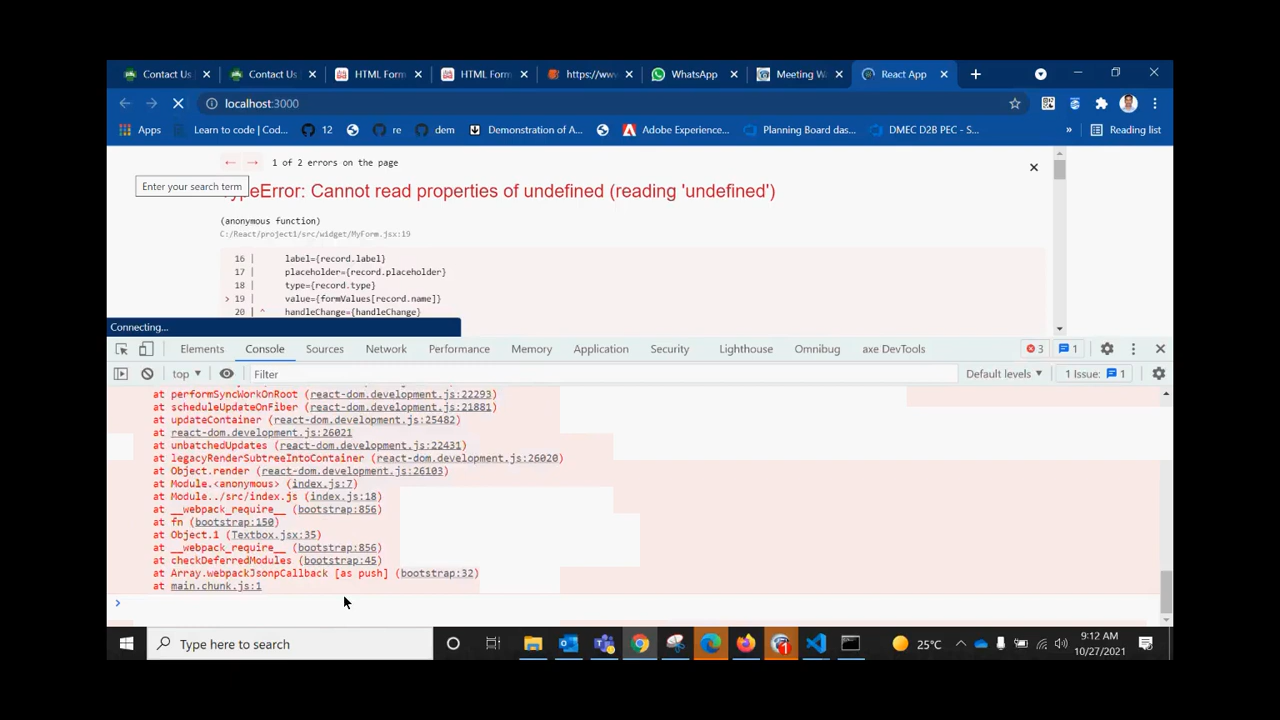 Contact Us
Contact Us
HTML Form
HTML Form
https://ww
WhatsApp
Meeting W
React App
localhost:3000
Apps
Learn to code | Cod...
12
re
dem
Demonstration of A...
Adobe Experience...
Planning Board das...
DMEC D2B PEC - S...
»
Reading list
← → 1 of 2 errors on the page
Enter your search term
peError: Cannot read properties of undefined (reading 'undefined')
(anonymous function)
C:/React/project1/src/widget/MyForm.jsx:19
16 | label={record.label}
17 | placeholder={record.placeholder}
18 | type={record.type}
> 19 | value={formValues[record.name]}
20 | ^ handleChange={handleChange}
Connecting...
Elements
Console
Sources
Network
Performance
Memory
Application
Security
Lighthouse
Omnibug
axe DevTools
3
1
top
Filter
Default levels
1 Issue:
1
at performSyncWorkOnRoot (react-dom.development.js:22293)
at scheduleUpdateOnFiber (react-dom.development.js:21881)
at updateContainer (react-dom.development.js:25482)
at react-dom.development.js:26021
at unbatchedUpdates (react-dom.development.js:22431)
at legacyRenderSubtreeIntoContainer (react-dom.development.js:26020)
at Object.render (react-dom.development.js:26103)
at Module.<anonymous> (index.js:7)
at Module../src/index.js (index.js:18)
at __webpack_require__ (bootstrap:856)
at fn (bootstrap:150)
at Object.1 (Textbox.jsx:35)
at __webpack_require__ (bootstrap:856)
at checkDeferredModules (bootstrap:45)
at Array.webpackJsonpCallback [as push] (bootstrap:32)
at main.chunk.js:1
>
Type here to search
1
25°C
9:12 AM
10/27/2021